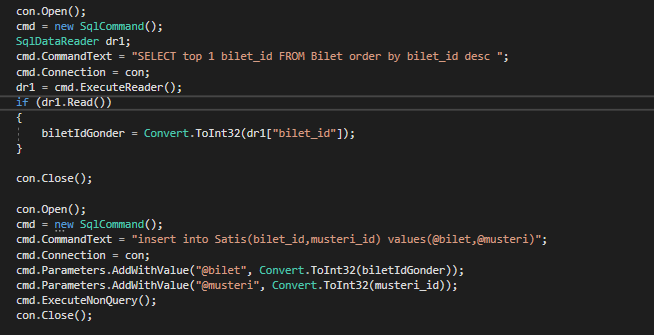 con.Open();
cmd = new SqlCommand();
SqlDataReader dr1;
cmd.CommandText = "SELECT top 1 bilet_id FROM Bilet order by bilet_id desc ";
cmd.Connection = con;
dr1 = cmd.ExecuteReader();
if (dr1.Read())
{
    biletIdGonder = Convert.ToInt32(dr1["bilet_id"]);
}
con.Close();
con.Open();
cmd = new SqlCommand();
cmd.CommandText = "insert into Satis(bilet_id,musteri_id) values(@bilet,@musteri)";
cmd.Connection = con;
cmd.Parameters.AddWithValue("@bilet", Convert.ToInt32(biletIdGonder));
cmd.Parameters.AddWithValue("@musteri", Convert.ToInt32(musteri_id));
cmd.ExecuteNonQuery();
con.Close();